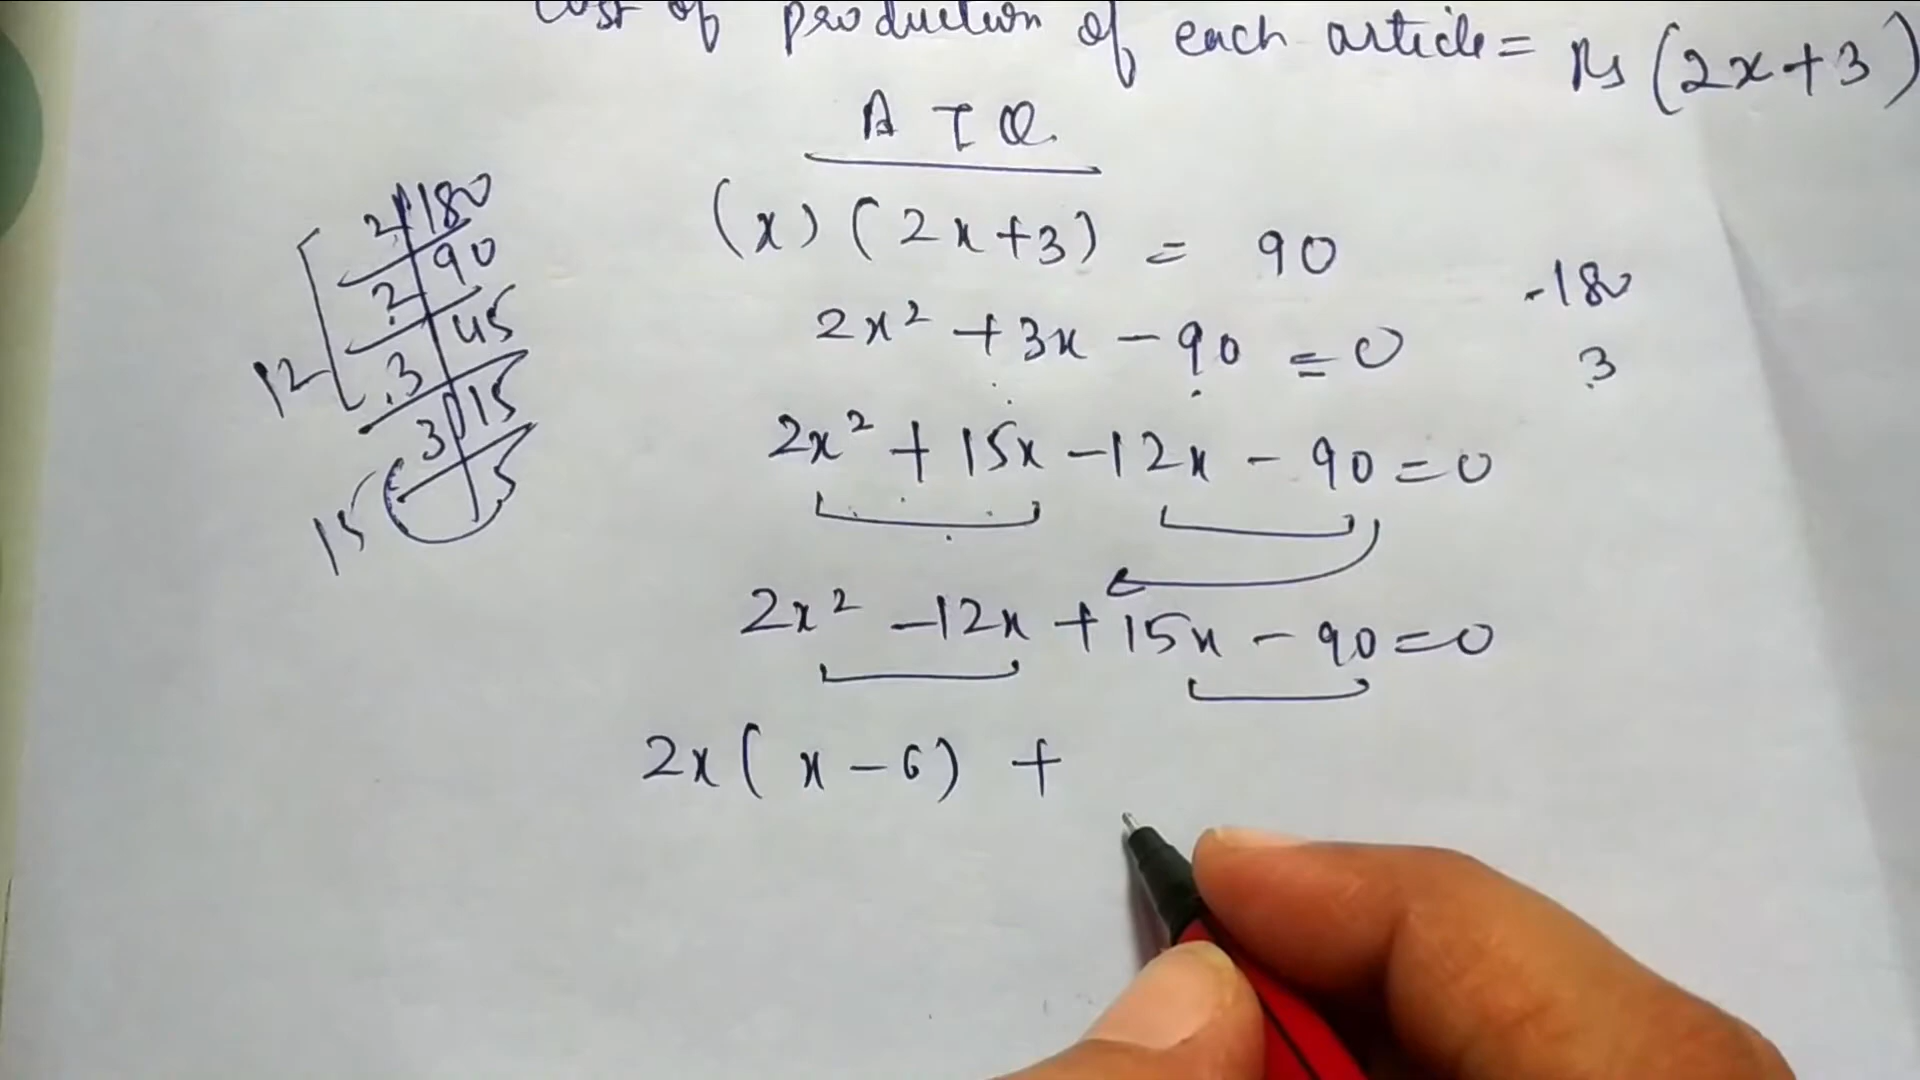 Cost of production of each article = Rs (2x+3)
A T Q
(x) (2x+3) = 90
2x² + 3x - 90 = 0
-180
3
2x² + 15x - 12x - 90 = 0
2x² - 12x + 15x - 90 = 0
2x ( x - 6 ) +
2 180
2 90
3 45
3 15
5
12
15